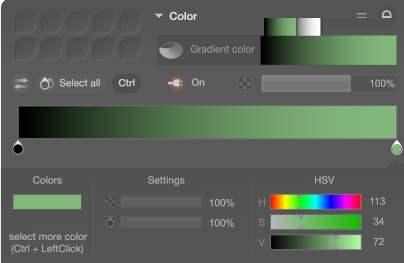 Color
Gradient color
Select all Ctrl On 100%
Colors Settings HSV
100% H 113
100% S 34
select more color V 72
(Ctrl + LeftClick)